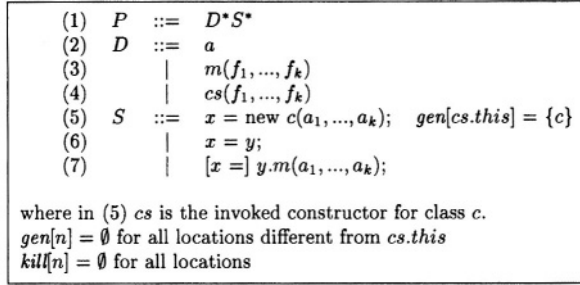 (1) P ::= D*S*
(2) D ::= a
(3) | m(f₁,...,fₖ)
(4) | cs(f₁,...,fₖ)
(5) S ::= x = new c(a₁,...,aₖ); gen[cs.this] = {c}
(6) | x = y;
(7) | [x =] y.m(a₁,...,aₖ);
where in (5) cs is the invoked constructor for class c.
gen[n] = ∅ for all locations different from cs.this
kill[n] = ∅ for all locations